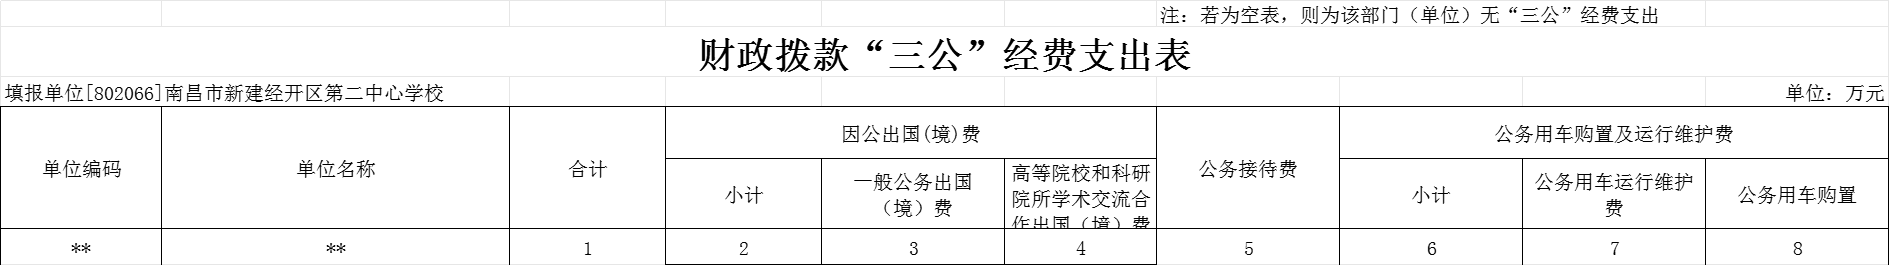 注：若为空表，则为该部门（单位）无“三公”经费支出
财政拨款“三公”经费支出表
填报单位[802066]南昌市新建经开区第二中心学校 单位：万元
因公出国(境)费 公务用车购置及运行维护费
单位编码 单位名称 合计 公务接待费
小计 一般公务出国
（境）费
高等院校和科研
院所学术交流合
作出国（境）费
小计 公务用车运行维护
费
公务用车购置
** ** 1 2 3 4 5 6 7 8